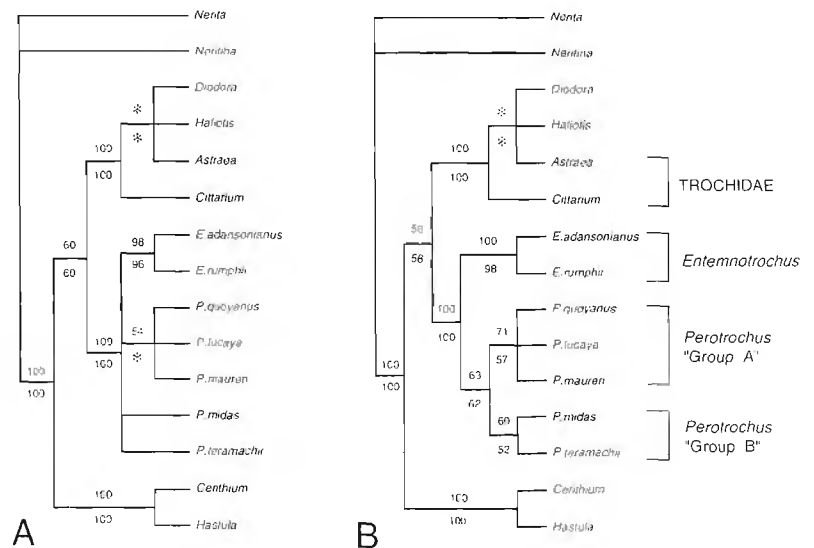 Nerita
Neritina
Diodora
*
Haliotis
*
100
Astraea
100
Cittarium
60
98
E.adansonianus
60
96
E.rumphii
P.quoyanus
100
54
P.lucaya
100
*
P.maureri
100
P.midas
100
P.teramachii
100
Cerithium
100
Hastula
A
Nerita
Neritina
Diodora
*
Haliotis
*
100
Astraea
100
Cittarium
TROCHIDAE
58
100
E.adansonianus
56
98
E.rumphii
Entemnotrochus
100
P.quoyanus
100
71
P.lucaya
57
P.maureri
Perotrochus
"Group A"
100
63
100
62
69
P.midas
52
P.teramachii
Perotrochus
"Group B"
100
Cerithium
100
Hastula
B